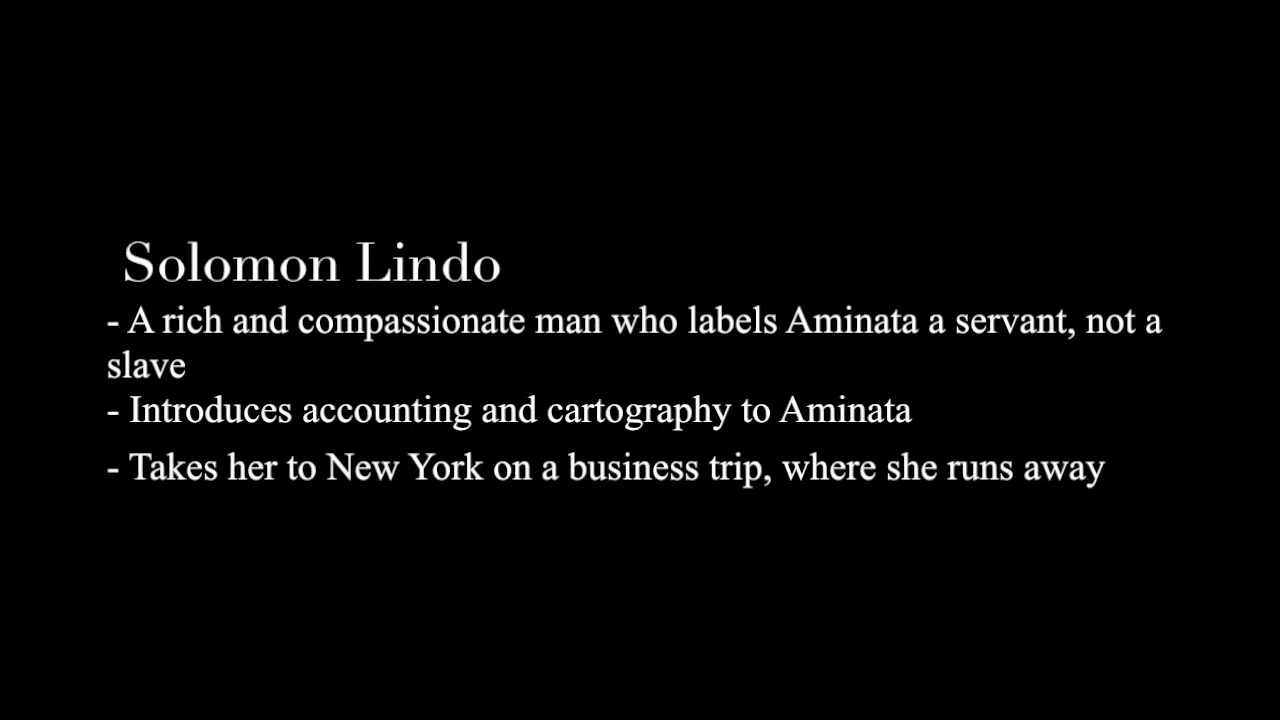 Solomon Lindo
- A rich and compassionate man who labels Aminata a servant, not a
slave
- Introduces accounting and cartography to Aminata
- Takes her to New York on a business trip, where she runs away